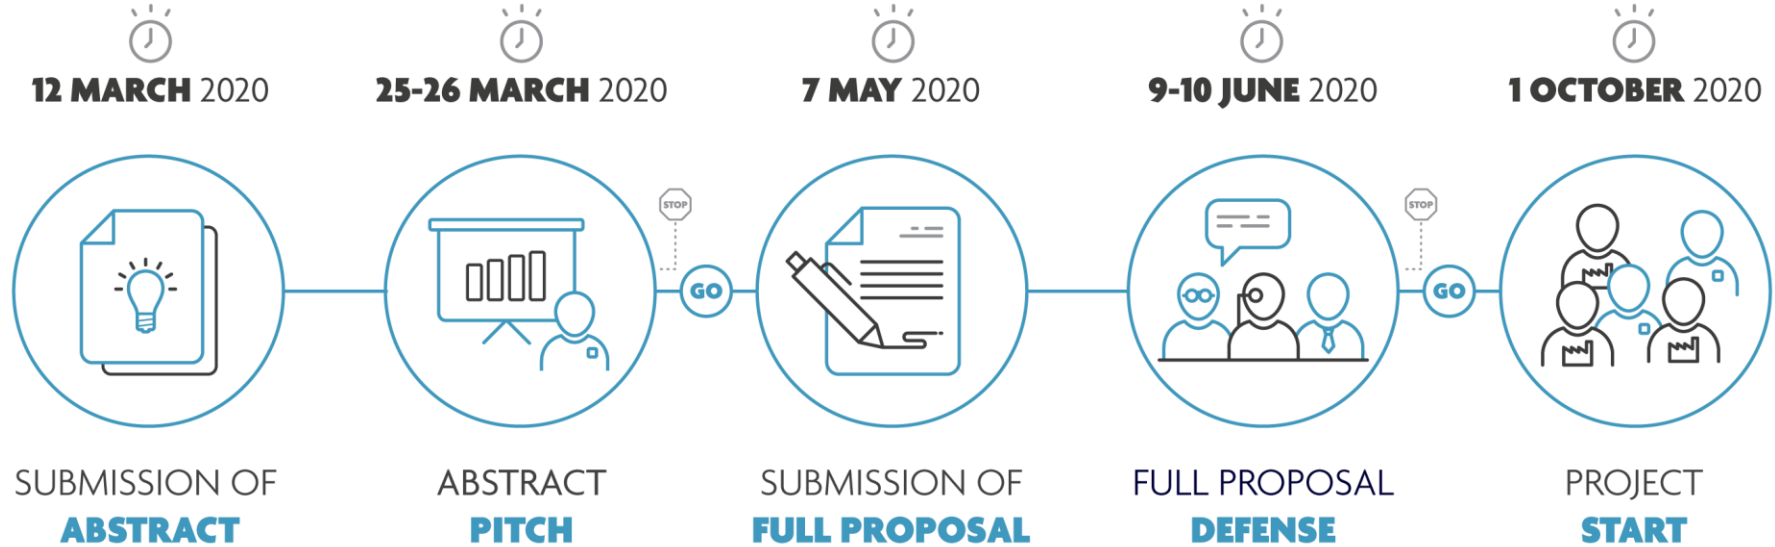 12 MARCH 2020
25-26 MARCH 2020
7 MAY 2020
9-10 JUNE 2020
1 OCTOBER 2020
STOP
GO
STOP
GO
SUBMISSION OF
ABSTRACT
ABSTRACT
PITCH
SUBMISSION OF
FULL PROPOSAL
FULL PROPOSAL
DEFENSE
PROJECT
START